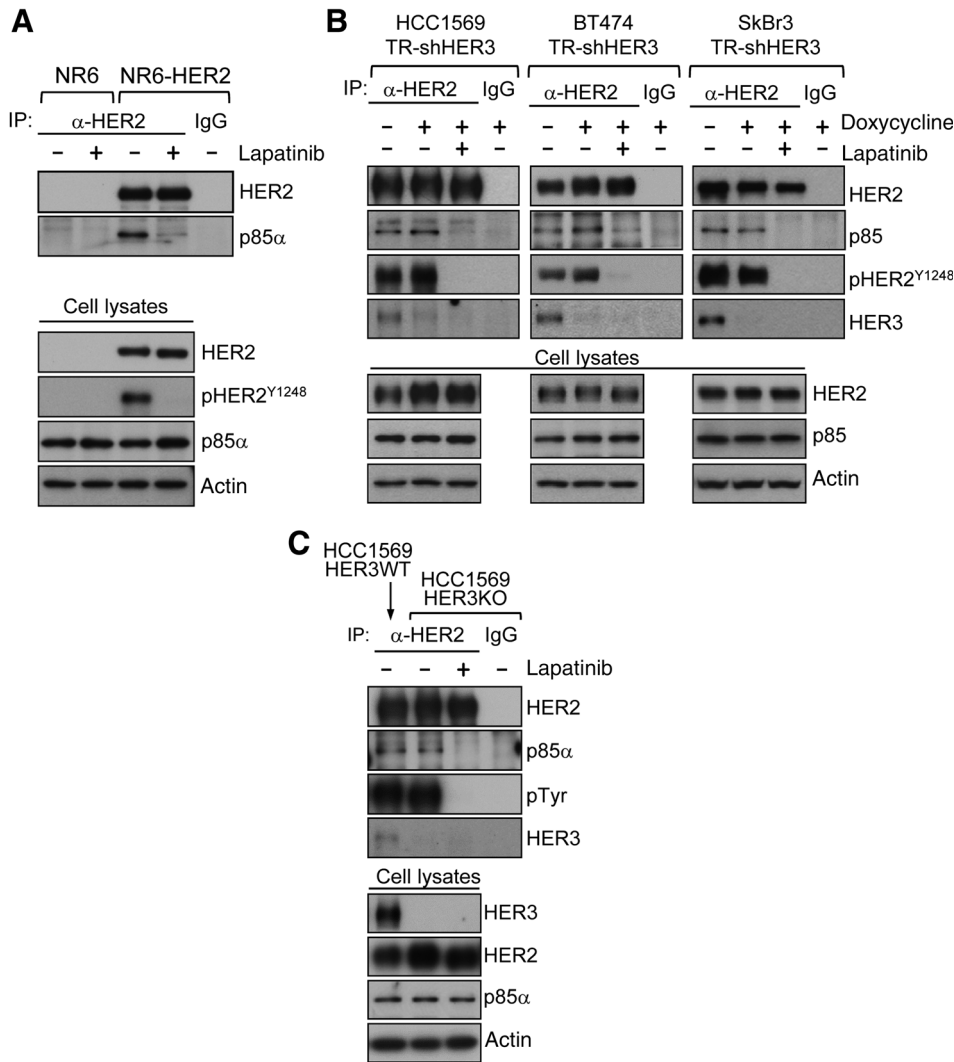 A
NR6 NR6-HER2
IP: α-HER2 IgG
– + – + – Lapatinib
HER2
p85α
Cell lysates
HER2
pHER2Y1248
p85α
Actin
B
HCC1569 BT474 SkBr3
TR-shHER3 TR-shHER3 TR-shHER3
IP: α-HER2 IgG α-HER2 IgG α-HER2 IgG
– + + + – + + + – + + + Doxycycline
– – + – – + – – + Lapatinib
HER2
p85
pHER2Y1248
HER3
Cell lysates
HER2
p85
Actin
C
HCC1569
HER3WT
HCC1569
HER3KO
IP: α-HER2 IgG
– – + – Lapatinib
HER2
p85α
pTyr
HER3
Cell lysates
HER3
HER2
p85α
Actin